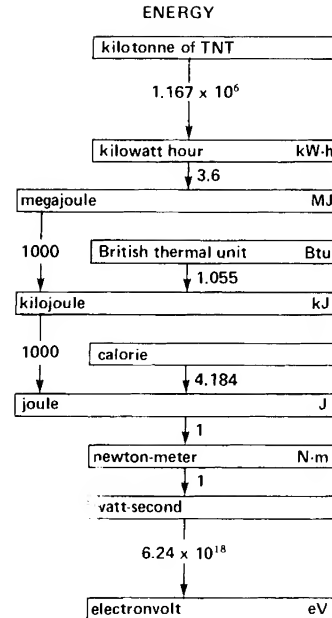 ENERGY
kilotonne of TNT
1.167 x 10⁶
kilowatt hour kW·h
3.6
megajoule MJ
1000
British thermal unit Btu
1.055
kilojoule kJ
1000
calorie
4.184
joule J
1
newton-meter N·m
1
vatt-second
6.24 x 10¹⁸
electronvolt eV